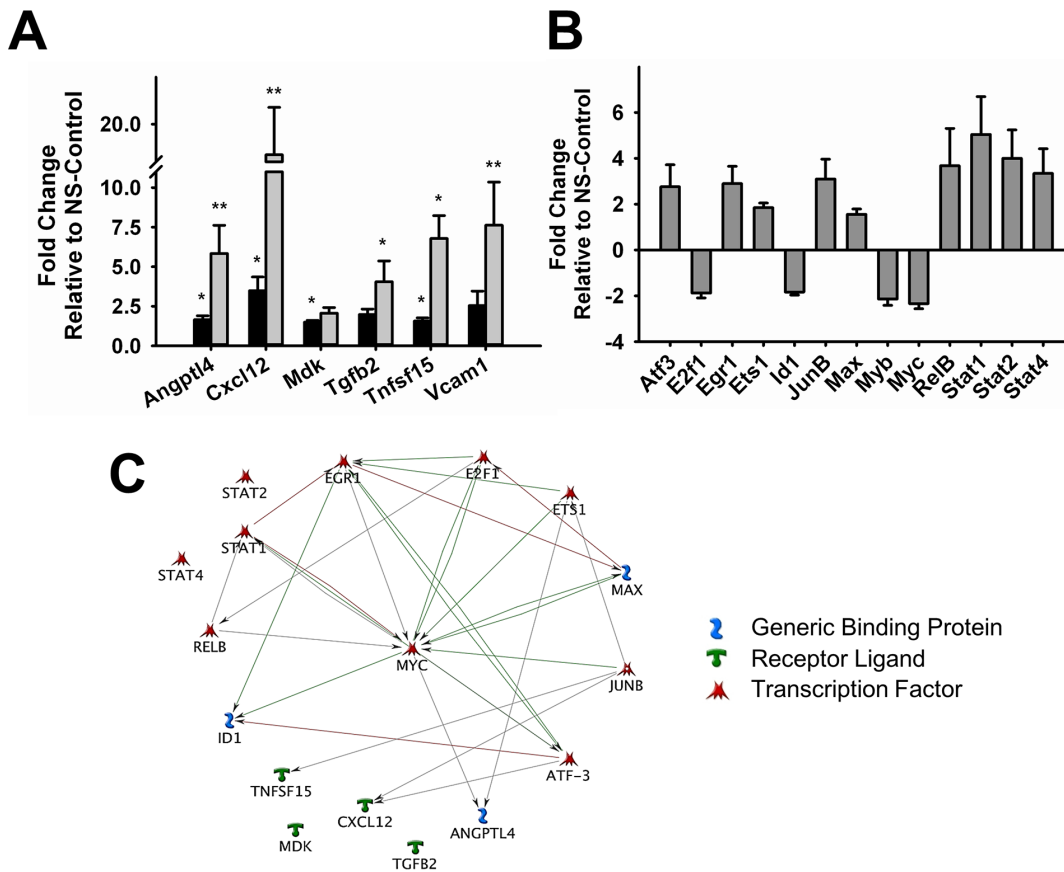 A
B
Fold Change
Relative to NS-Control
20.0
10.0
7.5
5.0
2.5
0.0
*
**
*
**
*
*
*
*
**
Angptl4
Cxcl12
Mdk
Tgfb2
Tnfsf15
Vcam1
Fold Change
Relative to NS-Control
6
4
2
0
-2
-4
Atf3
E2f1
Egr1
Ets1
Id1
JunB
Max
Myb
Myc
RelB
Stat1
Stat2
Stat4
C
EGR1
E2F1
STAT2
ETS1
STAT1
STAT4
MAX
RELB
MYC
JUNB
ID1
ATF-3
TNFSF15
CXCL12
ANGPTL4
MDK
TGFB2
Generic Binding Protein
Receptor Ligand
Transcription Factor